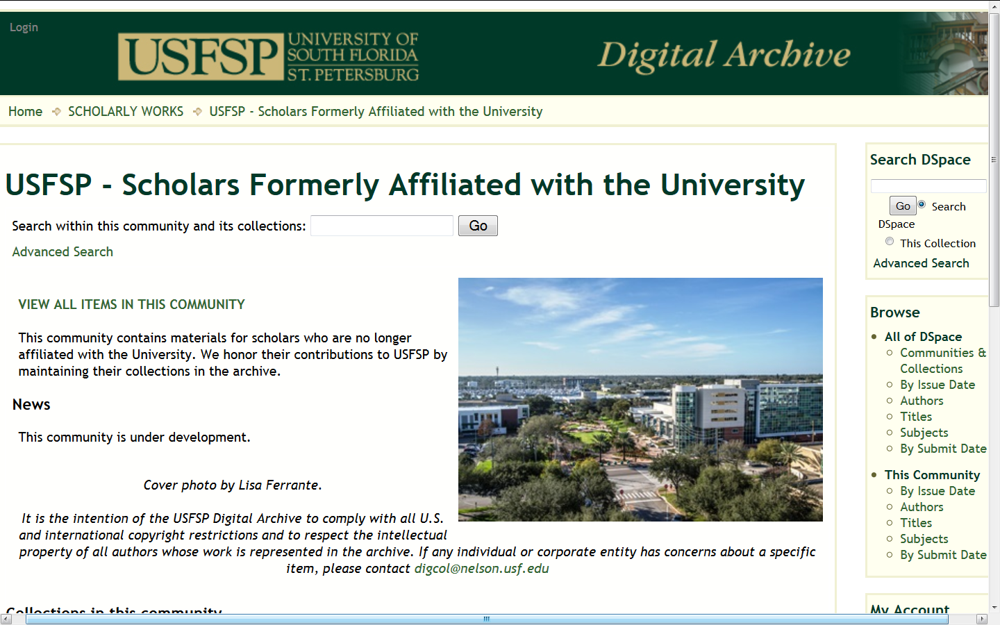 Login
USFSP UNIVERSITY OF
SOUTH FLORIDA
ST. PETERSBURG
Digital Archive
Home SCHOLARLY WORKS USFSP - Scholars Formerly Affiliated with the University
USFSP - Scholars Formerly Affiliated with the University
Search within this community and its collections: Go
Advanced Search
VIEW ALL ITEMS IN THIS COMMUNITY
This community contains materials for scholars who are no longer
affiliated with the University. We honor their contributions to USFSP by
maintaining their collections in the archive.
News
This community is under development.
Cover photo by Lisa Ferrante.
It is the intention of the USFSP Digital Archive to comply with all U.S.
and international copyright restrictions and to respect the intellectual
property of all authors whose work is represented in the archive. If any individual or corporate entity has concerns about a specific
item, please contact digcol@nelson.usf.edu
Collections in this community
Search DSpace
Go Search
DSpace
This Collection
Advanced Search
Browse
All of DSpace
Communities &
Collections
By Issue Date
Authors
Titles
Subjects
By Submit Date
This Community
By Issue Date
Authors
Titles
Subjects
By Submit Date
My Account